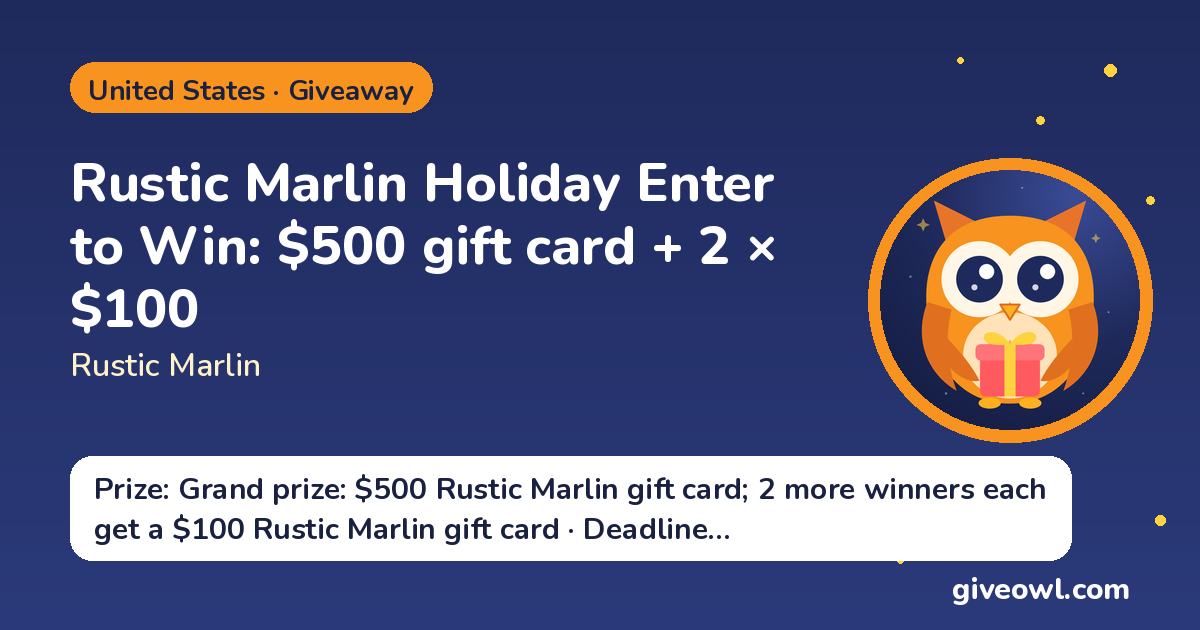 United States · Giveaway
Rustic Marlin Holiday Enter
to Win: $500 gift card + 2 ×
$100
Rustic Marlin
Prize: Grand prize: $500 Rustic Marlin gift card; 2 more winners each
get a $100 Rustic Marlin gift card · Deadline...
giveowl.com